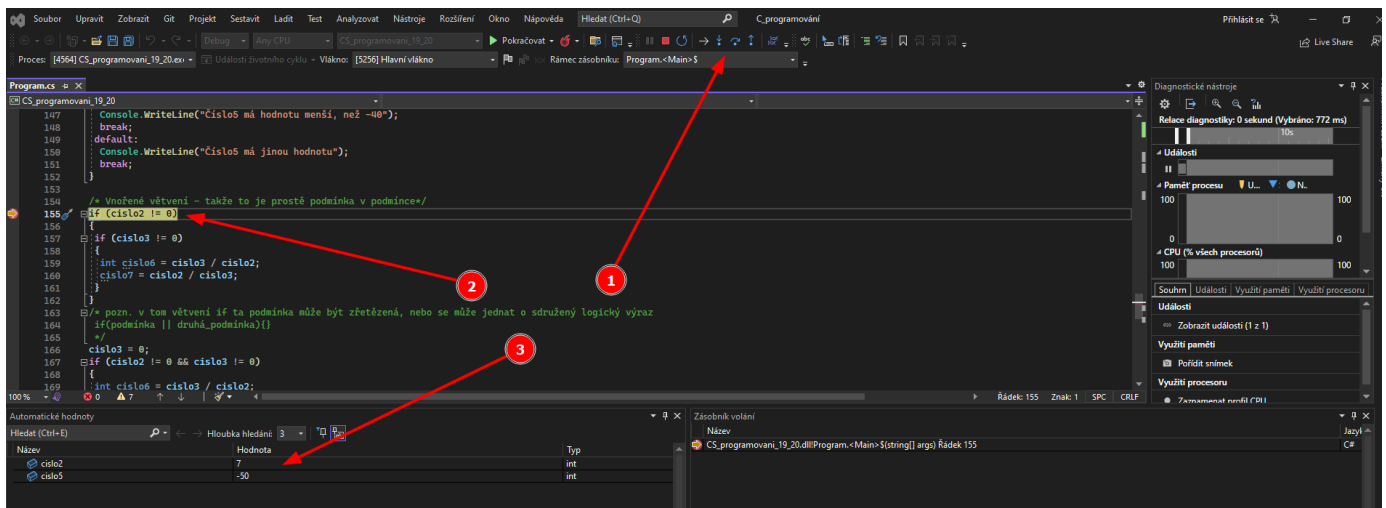 Soubor Upravit Zobrazit Git Projekt Sestavit Ladit Test Analyzovat Nástroje Rozšíření Okno Nápověda Hledat (Ctrl+Q) C_programování Přihlásit se
Debug Any CPU CS_programovani_19_20 Pokračovat Live Share
Proces: [4564] CS_programovani_19_20.exe Události životního cyklu Vlákno: [5256] Hlavní vlákno Rámec zásobníku: Program.<Main>$
Program.cs
CS_programovani_19_20
147 Console.WriteLine("Číslo5 má hodnotu menší, než -40");
148 break;
149 default:
150 Console.WriteLine("Číslo5 má jinou hodnotu");
151 break;
152 }
153
154 /* Vnořené větvení - takže to je prostě podmínka v podmínce*/
155 if (cislo2 != 0)
156 {
157 if (cislo3 != 0)
158 {
159 int cislo6 = cislo3 / cislo2;
160 cislo7 = cislo2 / cislo3;
161 }
162 }
163 /* pozn. v tom větvení if ta podmínka může být zřetězená, nebo se může jednat o sdružený logický výraz
164 if(podmínka || druhá_podmínka){}
165 */
166 cislo3 = 0;
167 if (cislo2 != 0 && cislo3 != 0)
168 {
169 int cislo6 = cislo3 / cislo2;
1
2
3
100 % 0 7 Řádek: 155 Znak: 1 SPC CRLF
Diagnostické nástroje
Relace diagnostiky: 0 sekund (Vybráno: 772 ms)
10s
Události
Paměť procesu U... N..
100 100
0 0
CPU (% všech procesorů)
100 100
Souhrn Události Využití paměti Využití procesoru
Události
Zobrazit události (1 z 1)
Využití paměti
Pořídit snímek
Využití procesoru
Zaznamenat profil CPU
Automatické hodnoty
Hledat (Ctrl+E) Hloubka hledání: 3
Název Hodnota Typ
cislo2 7 int
cislo5 -50 int
Zásobník volání
Název Jazyk
CS_programovani_19_20.dll!Program.<Main>$(string[] args) Řádek 155 C#